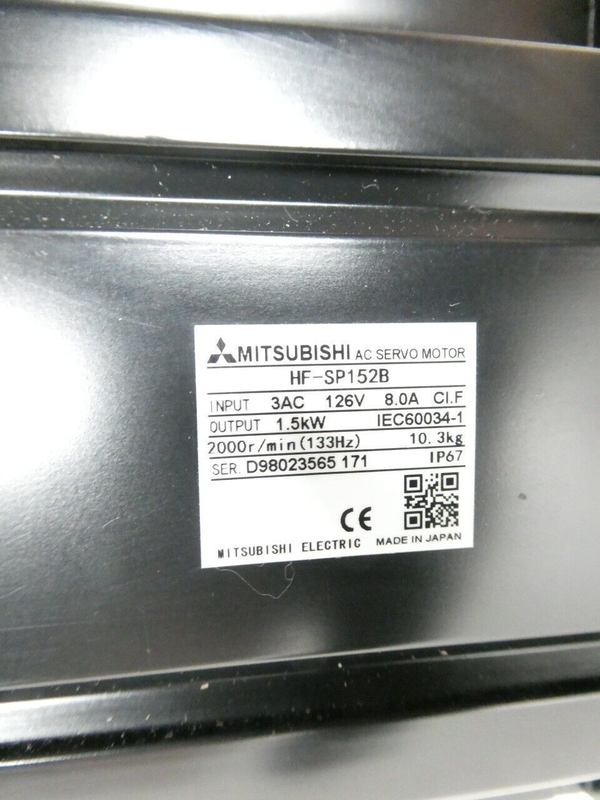 MITSUBISHI AC SERVO MOTOR
HF-SP152B
INPUT 3AC 126V 8.0A CI.F
OUTPUT 1.5kW IEC60034-1
2000r/min(133Hz) 10.3kg
SER. D98023565 171 IP67
CE
MITSUBISHI ELECTRIC MADE IN JAPAN